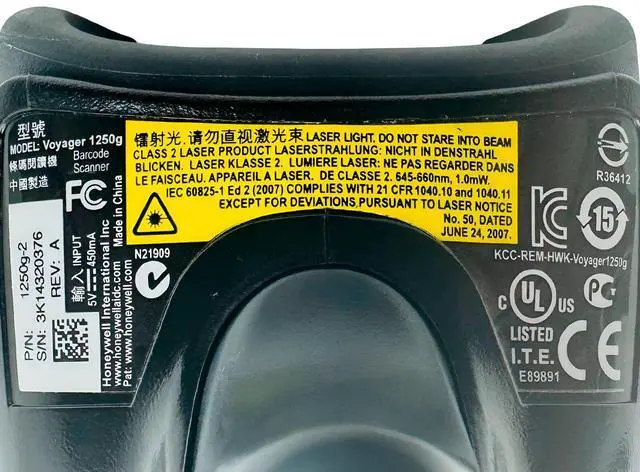 型號
MODEL: Voyager 1250g
條碼閱讀機 Barcode
Scanner
中國製造
FC
Made in China
輸入 INPUT
5V 450mA
Honeywell International Inc.
www.honeywellaidc.com
Pat: www.honeywell.com
1250g-2
P/N:
3K14320376
S/N:
REV: A
镭射光.请勿直视激光束 LASER LIGHT. DO NOT STARE INTO BEAM
CLASS 2 LASER PRODUCT LASERSTRAHLUNG: NICHT IN DENSTRAHL
BLICKEN. LASER KLASSE 2. LUMIERE LASER: NE PAS REGARDER DANS
LE FAISCEAU. APPAREIL A LASER. DE CLASSE 2. 645-660nm, 1.0mW.
IEC 60825-1 Ed 2 (2007) COMPLIES WITH 21 CFR 1040.10 and 1040.11
EXCEPT FOR DEVIATIONS PURSUANT TO LASER NOTICE
No. 50, DATED
JUNE 24, 2007.
N21909
R36412
15
KCC-REM-HWK-Voyager1250g
C UL US
LISTED
I.T.E.
E89891
CE